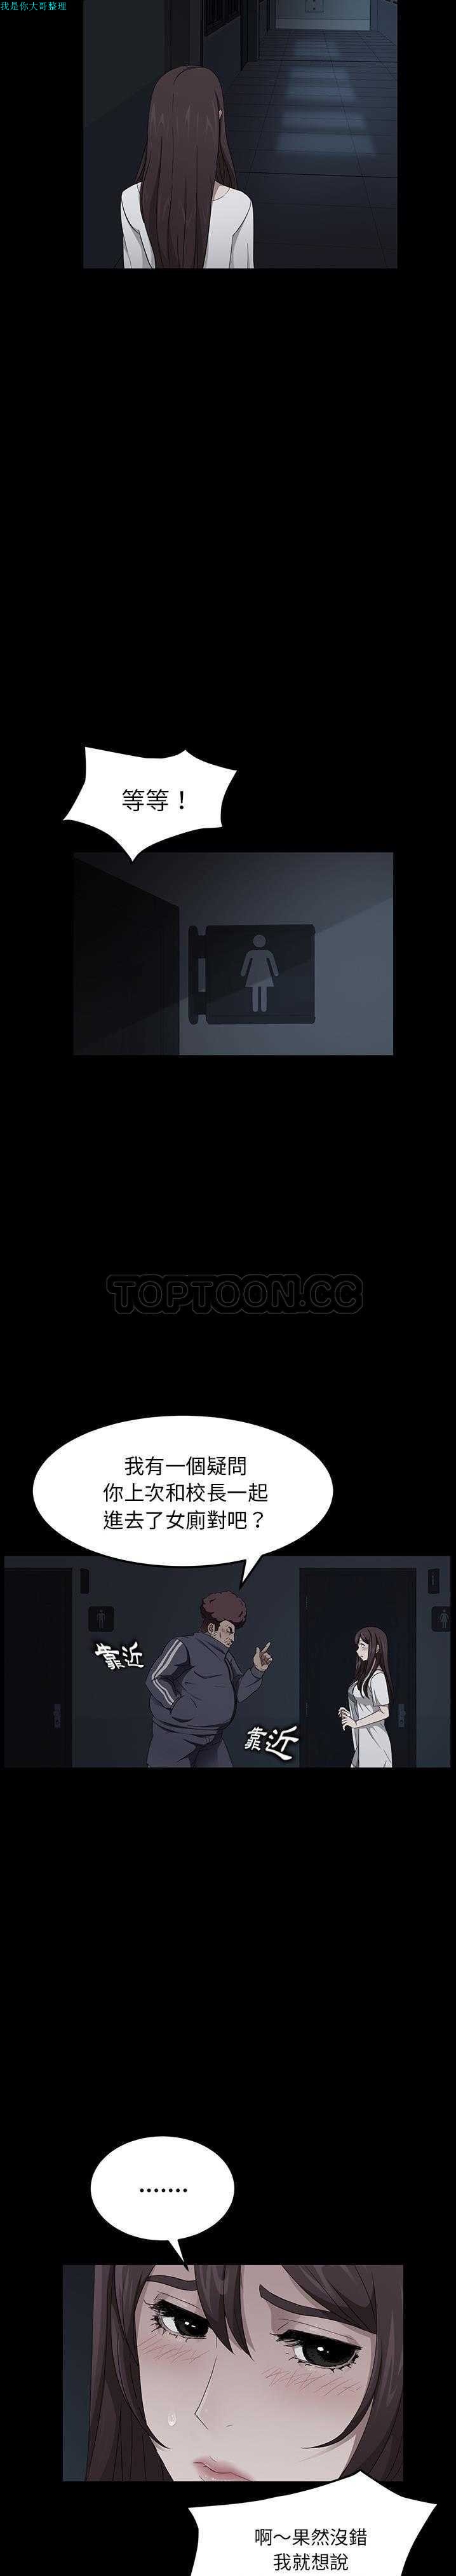 我是你大哥整理
等等！
TOPTOON.CC
我有一個疑問
你上次和校長一起
進去了女廁對吧？
靠近
靠近
.......
啊～果然沒錯
我就想說